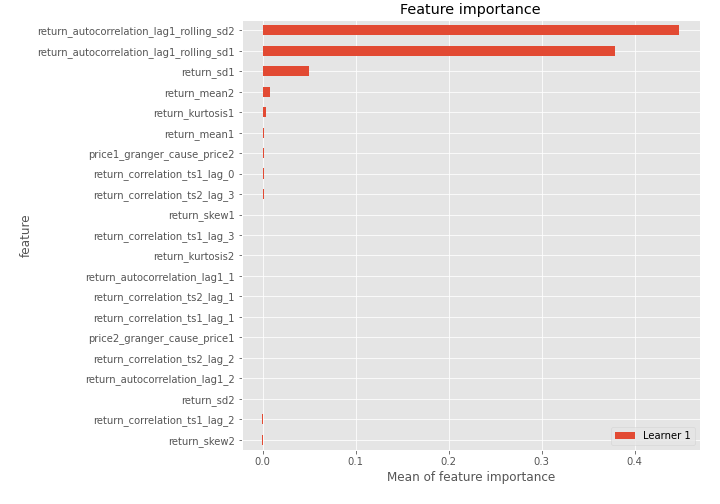 Feature importance
return_autocorrelation_lag1_rolling_sd2
return_autocorrelation_lag1_rolling_sd1
return_sd1
return_mean2
return_kurtosis1
return_mean1
price1_granger_cause_price2
return_correlation_ts1_lag_0
return_correlation_ts2_lag_3
return_skew1
return_correlation_ts1_lag_3
return_kurtosis2
return_autocorrelation_lag1_1
return_correlation_ts2_lag_1
return_correlation_ts1_lag_1
price2_granger_cause_price1
return_correlation_ts2_lag_2
return_autocorrelation_lag1_2
return_sd2
return_correlation_ts1_lag_2
return_skew2
feature
Learner 1
0.0 0.1 0.2 0.3 0.4
Mean of feature importance